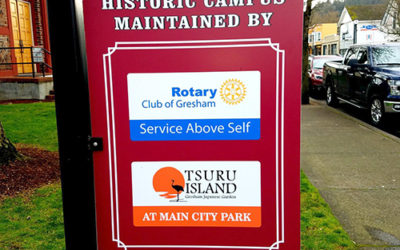 HISTORIC CAMPUS
MAINTAINED BY
Rotary
Club of Gresham
Service Above Self
TSURU
ISLAND
Gresham Japanese Garden
AT MAIN CITY PARK